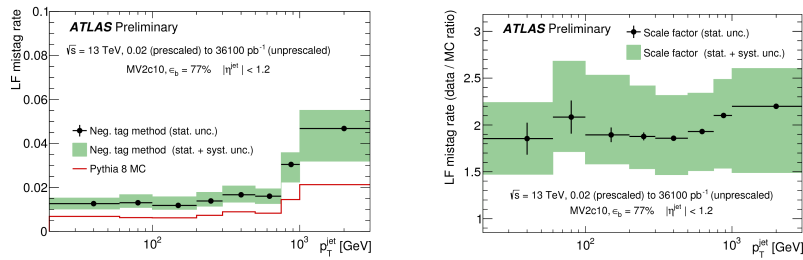 LF mistag rate
0.1
0.08
0.06
0.04
0.02
0
ATLAS Preliminary
√s = 13 TeV, 0.02 (prescaled) to 36100 pb⁻¹ (unprescaled)
MV2c10, ϵ_b = 77%  |η^jet| < 1.2
Neg. tag method (stat. unc.)
Neg. tag method (stat. + syst. unc.)
Pythia 8 MC
10²
10³
p_T^jet [GeV]
LF mistag rate (data / MC ratio)
3
2.5
2
1.5
1
ATLAS Preliminary
Scale factor (stat. unc.)
Scale factor (stat. + syst. unc.)
√s = 13 TeV, 0.02 (prescaled) to 36100 pb⁻¹ (unprescaled)
MV2c10, ϵ_b = 77%  |η^jet| < 1.2
10²
10³
p_T^jet [GeV]